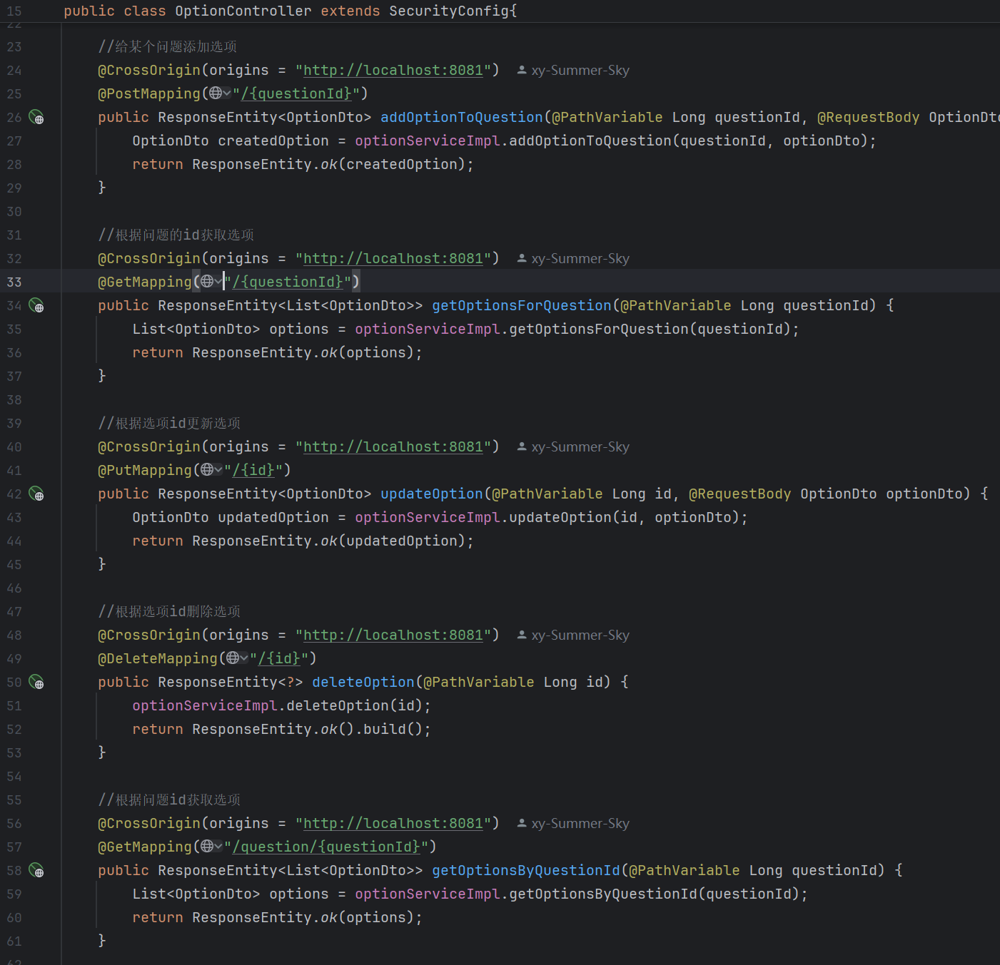 15 public class OptionController extends SecurityConfig{
22
23 //给某个问题添加选项
24 @CrossOrigin(origins = "http://localhost:8081") xy-Summer-Sky
25 @PostMapping("/{questionId}")
26 public ResponseEntity<OptionDto> addOptionToQuestion(@PathVariable Long questionId, @RequestBody OptionDto
27 OptionDto createdOption = optionServiceImpl.addOptionToQuestion(questionId, optionDto);
28 return ResponseEntity.ok(createdOption);
29 }
30
31 //根据问题的id获取选项
32 @CrossOrigin(origins = "http://localhost:8081") xy-Summer-Sky
33 @GetMapping("/{questionId}")
34 public ResponseEntity<List<OptionDto>> getOptionsForQuestion(@PathVariable Long questionId) {
35 List<OptionDto> options = optionServiceImpl.getOptionsForQuestion(questionId);
36 return ResponseEntity.ok(options);
37 }
38
39 //根据选项id更新选项
40 @CrossOrigin(origins = "http://localhost:8081") xy-Summer-Sky
41 @PutMapping("/{id}")
42 public ResponseEntity<OptionDto> updateOption(@PathVariable Long id, @RequestBody OptionDto optionDto) {
43 OptionDto updatedOption = optionServiceImpl.updateOption(id, optionDto);
44 return ResponseEntity.ok(updatedOption);
45 }
46
47 //根据选项id删除选项
48 @CrossOrigin(origins = "http://localhost:8081") xy-Summer-Sky
49 @DeleteMapping("/{id}")
50 public ResponseEntity<?> deleteOption(@PathVariable Long id) {
51 optionServiceImpl.deleteOption(id);
52 return ResponseEntity.ok().build();
53 }
54
55 //根据问题id获取选项
56 @CrossOrigin(origins = "http://localhost:8081") xy-Summer-Sky
57 @GetMapping("/question/{questionId}")
58 public ResponseEntity<List<OptionDto>> getOptionsByQuestionId(@PathVariable Long questionId) {
59 List<OptionDto> options = optionServiceImpl.getOptionsByQuestionId(questionId);
60 return ResponseEntity.ok(options);
61 }
62